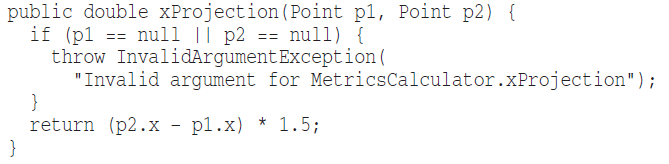 public double xProjection(Point p1, Point p2) {
  if (p1 == null || p2 == null) {
    throw InvalidArgumentException(
      "Invalid argument for MetricsCalculator.xProjection");
  }
  return (p2.x - p1.x) * 1.5;
}